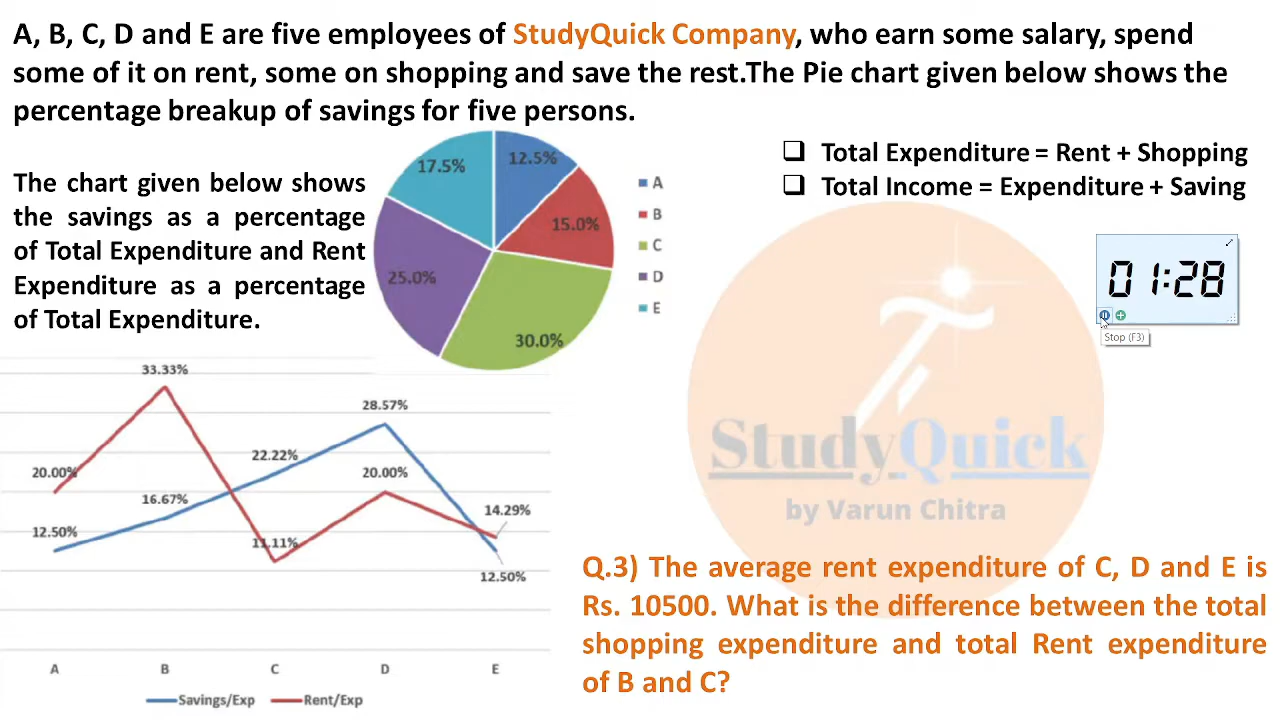 A, B, C, D and E are five employees of StudyQuick Company, who earn some salary, spend
some of it on rent, some on shopping and save the rest.The Pie chart given below shows the
percentage breakup of savings for five persons.
The chart given below shows
the savings as a percentage
of Total Expenditure and Rent
Expenditure as a percentage
of Total Expenditure.
17.5%
12.5%
15.0%
25.0%
30.0%
A
B
C
D
E
❑ Total Expenditure = Rent + Shopping
❑ Total Income = Expenditure + Saving
01:28
Stop (F3)
33.33%
28.57%
22.22%
20.00%
20.00%
16.67%
14.29%
12.50%
11.11%
12.50%
A B C D E
Savings/Exp Rent/Exp
StudyQuick
by Varun Chitra
Q.3) The average rent expenditure of C, D and E is
Rs. 10500. What is the difference between the total
shopping expenditure and total Rent expenditure
of B and C?